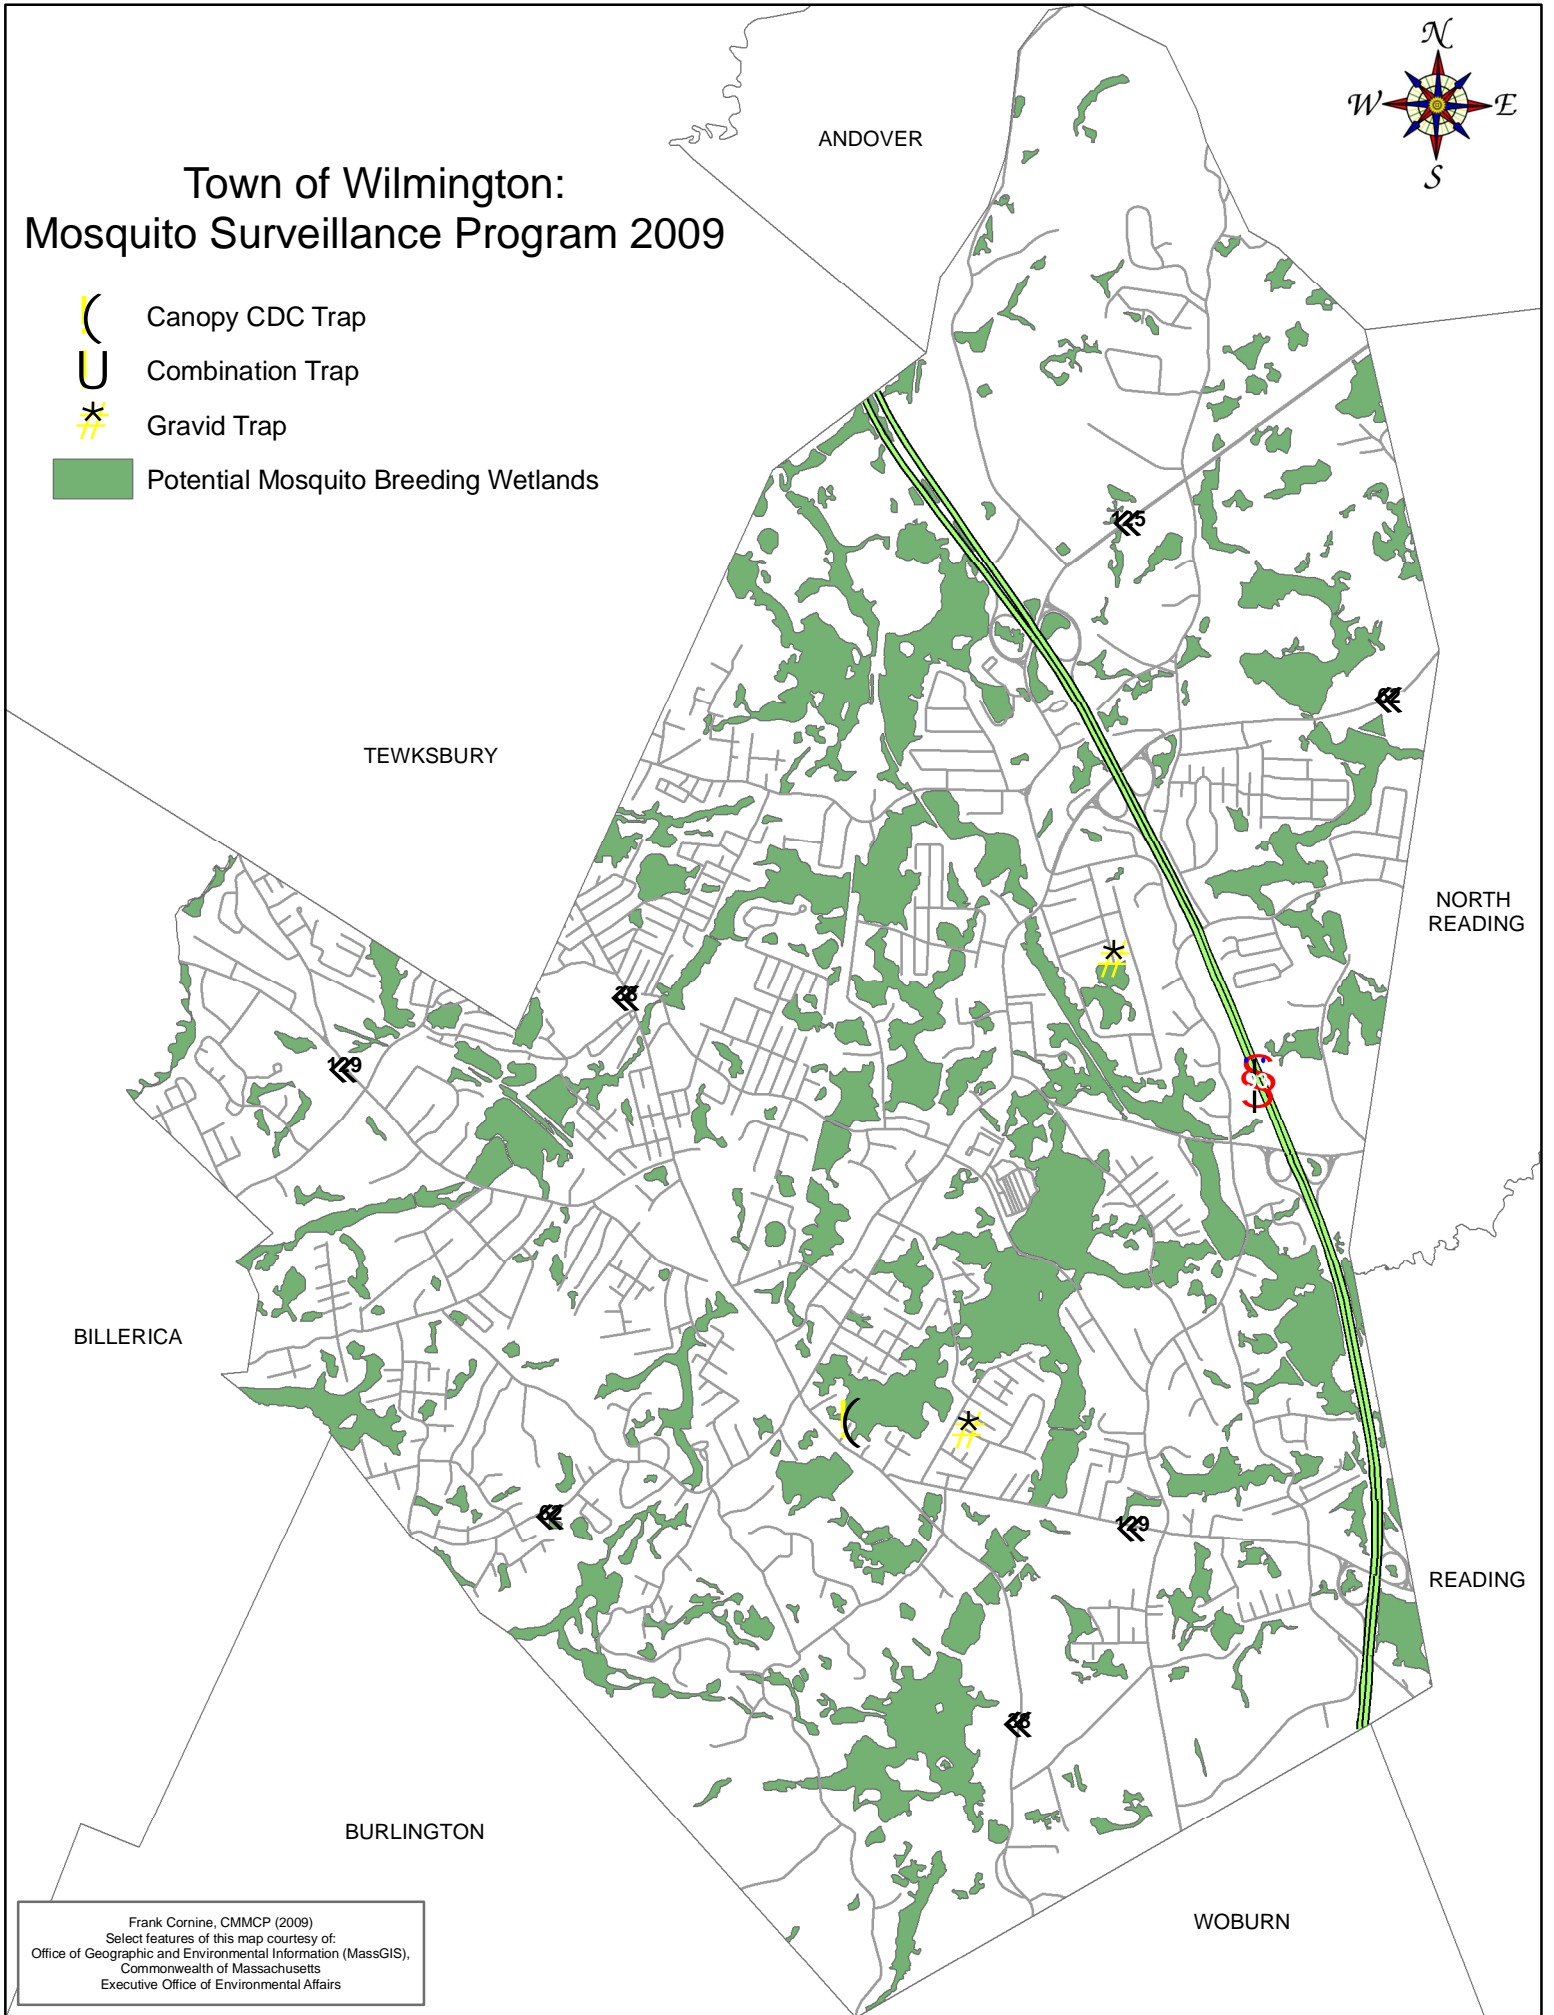 N
W E
S
ANDOVER
Town of Wilmington:
Mosquito Surveillance Program 2009
Canopy CDC Trap
Combination Trap
Gravid Trap
Potential Mosquito Breeding Wetlands
125
62
TEWKSBURY
NORTH
READING
38
129
BILLERICA
62
129
READING
38
BURLINGTON
WOBURN
Frank Cornine, CMMCP (2009)
Select features of this map courtesy of:
Office of Geographic and Environmental Information (MassGIS),
Commonwealth of Massachusetts
Executive Office of Environmental Affairs